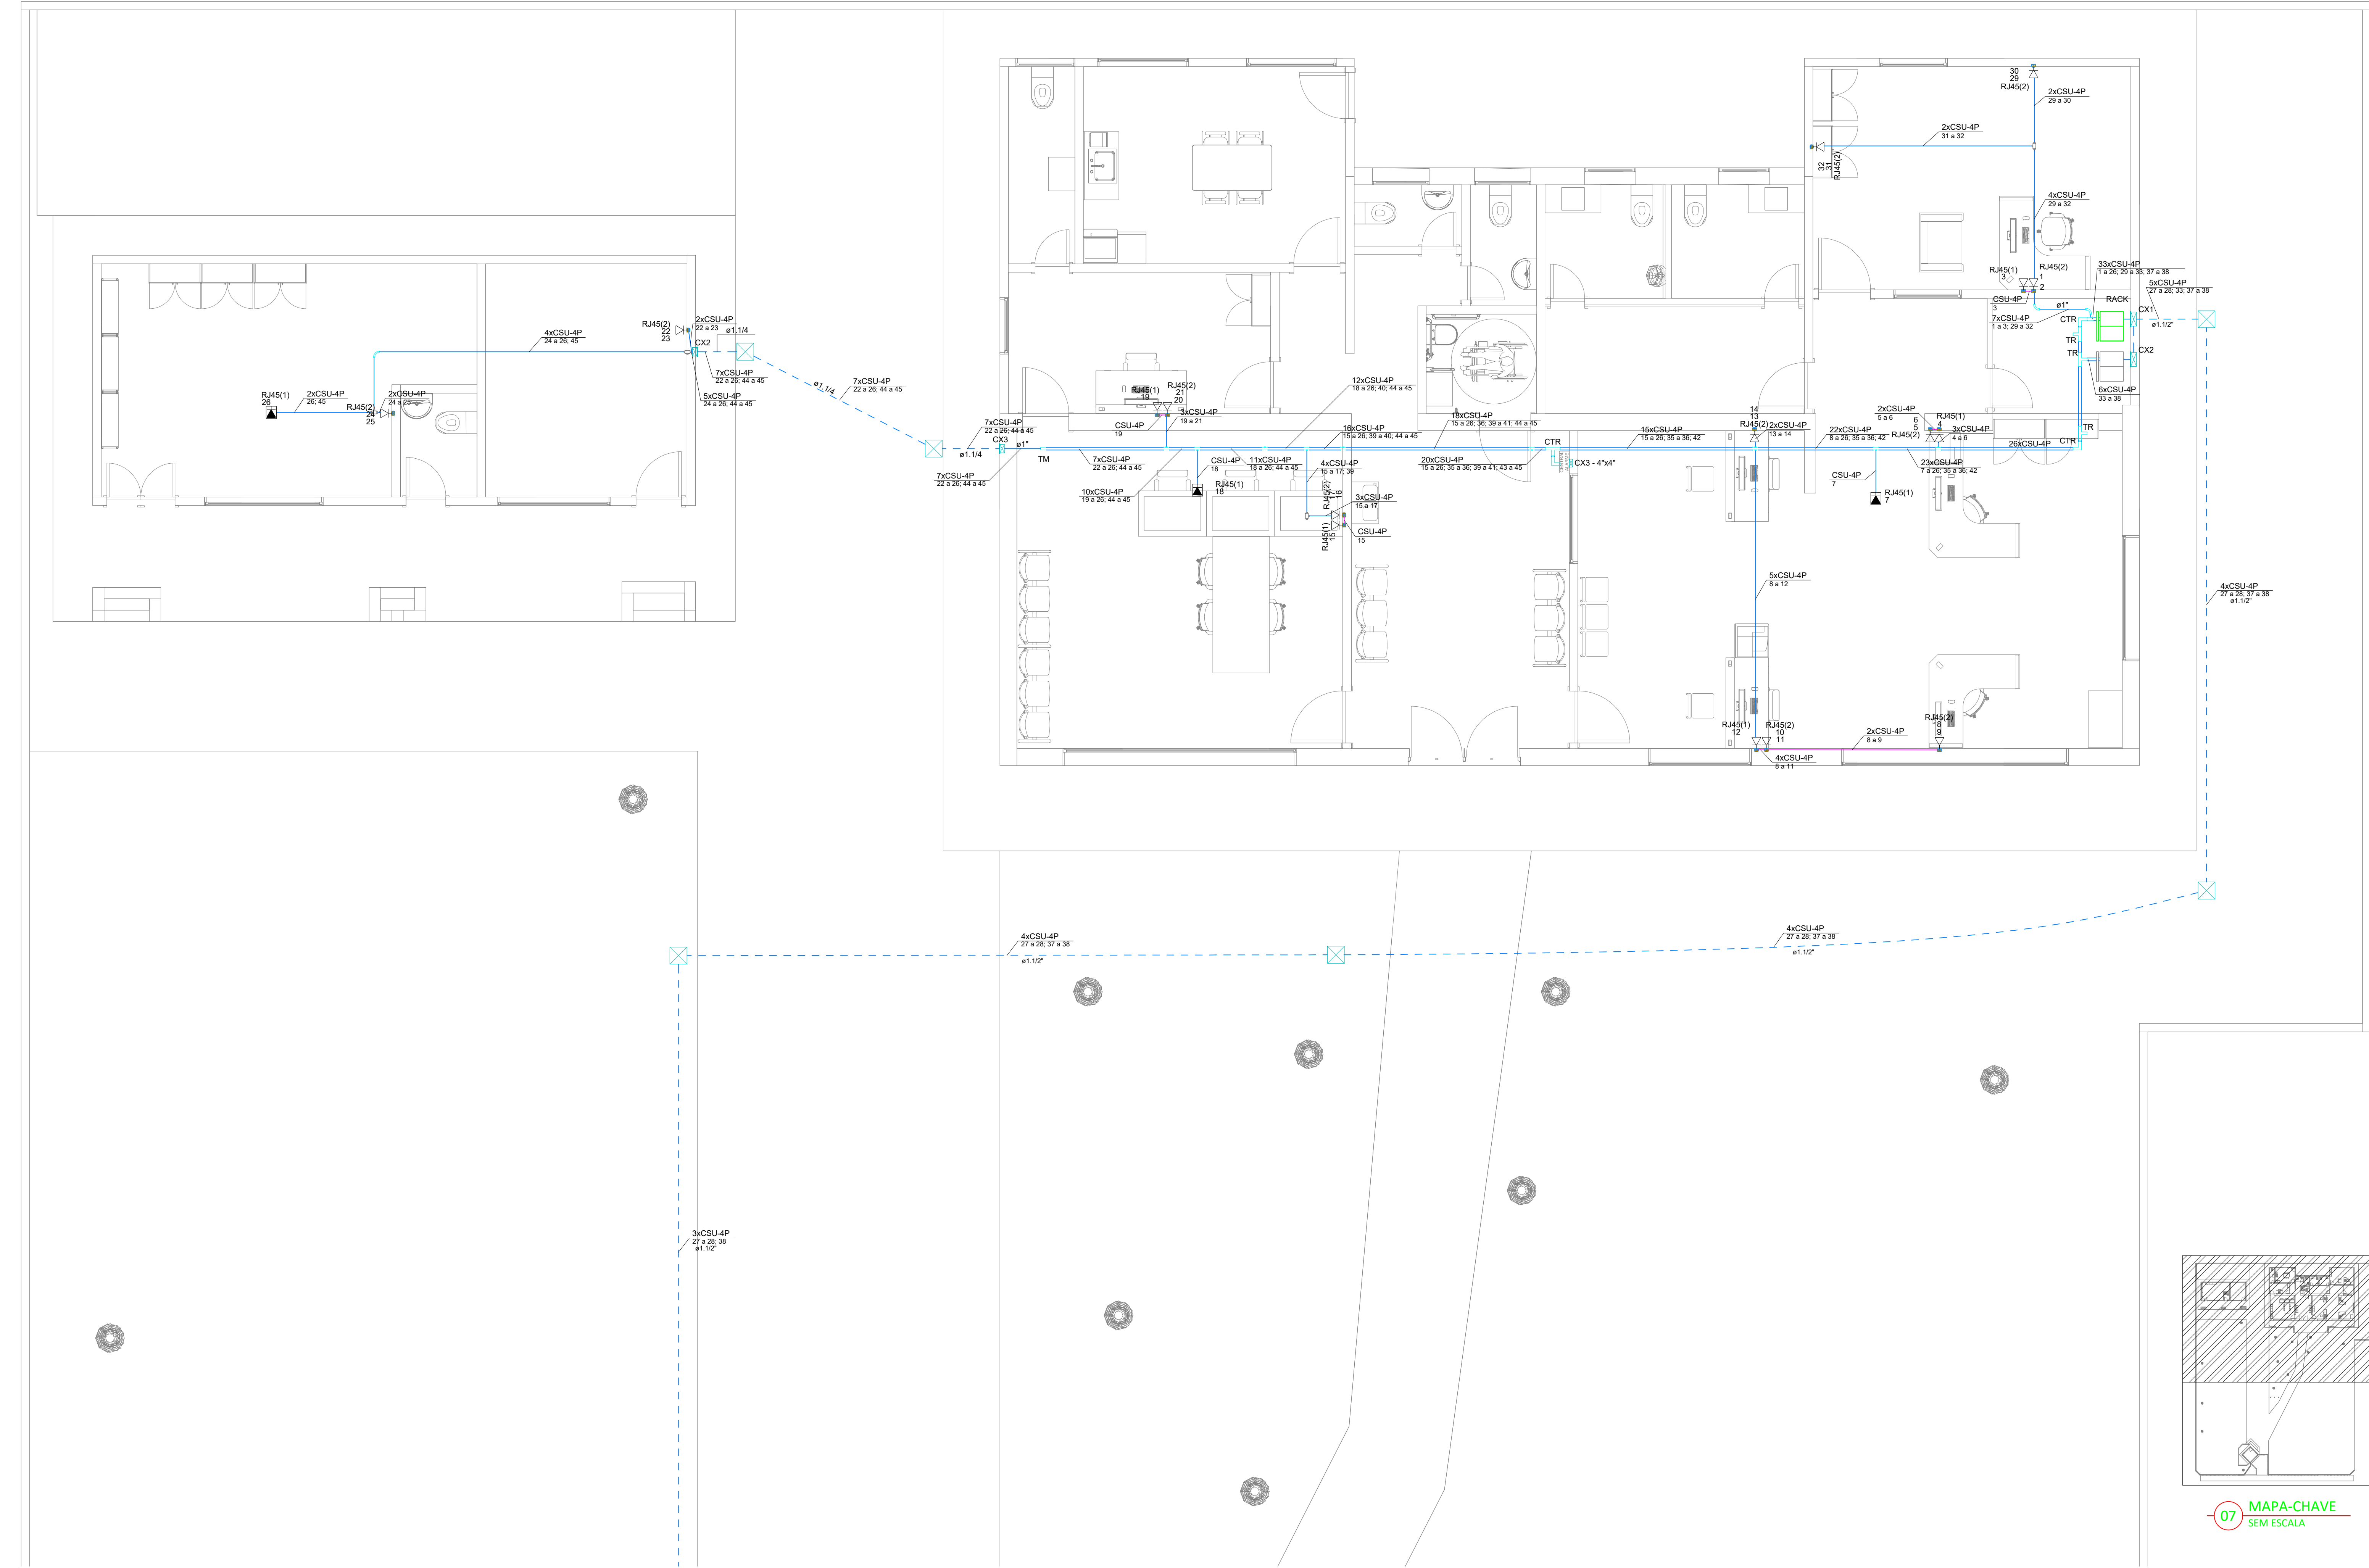 30
29
RJ45(2)
2xCSU-4P
29 a 30
2xCSU-4P
31 a 32
32
31
RJ45(2)
4xCSU-4P
29 a 32
RJ45(1)
3
RJ45(2)
1
2
33xCSU-4P
1 a 26; 29 a 33; 37 a 38
5xCSU-4P
27 a 28; 33; 37 a 38
CSU-4P
3
ø1"
RACK
CX1
7xCSU-4P
1 a 3; 29 a 32
CTR
ø1.1/2"
TR
TR
CX2
6xCSU-4P
33 a 38
RJ45(2)
22
23
2xCSU-4P
22 a 23
ø1.1/4
CX2
4xCSU-4P
24 a 26; 45
7xCSU-4P
22 a 26; 44 a 45
5xCSU-4P
24 a 26; 44 a 45
ø1.1/4
7xCSU-4P
22 a 26; 44 a 45
RJ45(1)
26
2xCSU-4P
26; 45
RJ45(2)
24
25
2xCSU-4P
24 a 25
RJ45(1)
19
RJ45(2)
21
20
3xCSU-4P
19 a 21
CSU-4P
19
12xCSU-4P
18 a 26; 40; 44 a 45
7xCSU-4P
22 a 26; 44 a 45
CX3
ø1.1/4
ø1"
TM
16xCSU-4P
15 a 26; 39 a 40; 44 a 45
18xCSU-4P
15 a 26; 36; 39 a 41; 44 a 45
CTR
15xCSU-4P
15 a 26; 35 a 36; 42
14
13
RJ45(2)
2xCSU-4P
13 a 14
22xCSU-4P
8 a 26; 35 a 36; 42
2xCSU-4P
5 a 6
6
5
RJ45(2)
RJ45(1)
4
3xCSU-4P
4 a 6
26xCSU-4P
CTR
TR
7xCSU-4P
22 a 26; 44 a 45
7xCSU-4P
22 a 26; 44 a 45
10xCSU-4P
19 a 26; 44 a 45
CSU-4P
18
11xCSU-4P
18 a 26; 44 a 45
RJ45(1)
18
4xCSU-4P
15 a 17; 39
RJ45(2)
17
16
3xCSU-4P
15 a 17
RJ45(1)
15
CSU-4P
15
20xCSU-4P
15 a 26; 35 a 36; 39 a 41; 43 a 45
CX3 - 4"x4"
CSU-4P
7
RJ45(1)
7
23xCSU-4P
7 a 26; 35 a 36; 42
5xCSU-4P
8 a 12
4xCSU-4P
27 a 28; 37 a 38
ø1.1/2"
RJ45(1)
12
RJ45(2)
10
11
2xCSU-4P
8 a 9
RJ45(2)
8
9
4xCSU-4P
8 a 11
4xCSU-4P
27 a 28; 37 a 38
ø1.1/2"
4xCSU-4P
27 a 28; 37 a 38
ø1.1/2"
3xCSU-4P
27 a 28; 38
ø1.1/2"
07
MAPA-CHAVE
SEM ESCALA